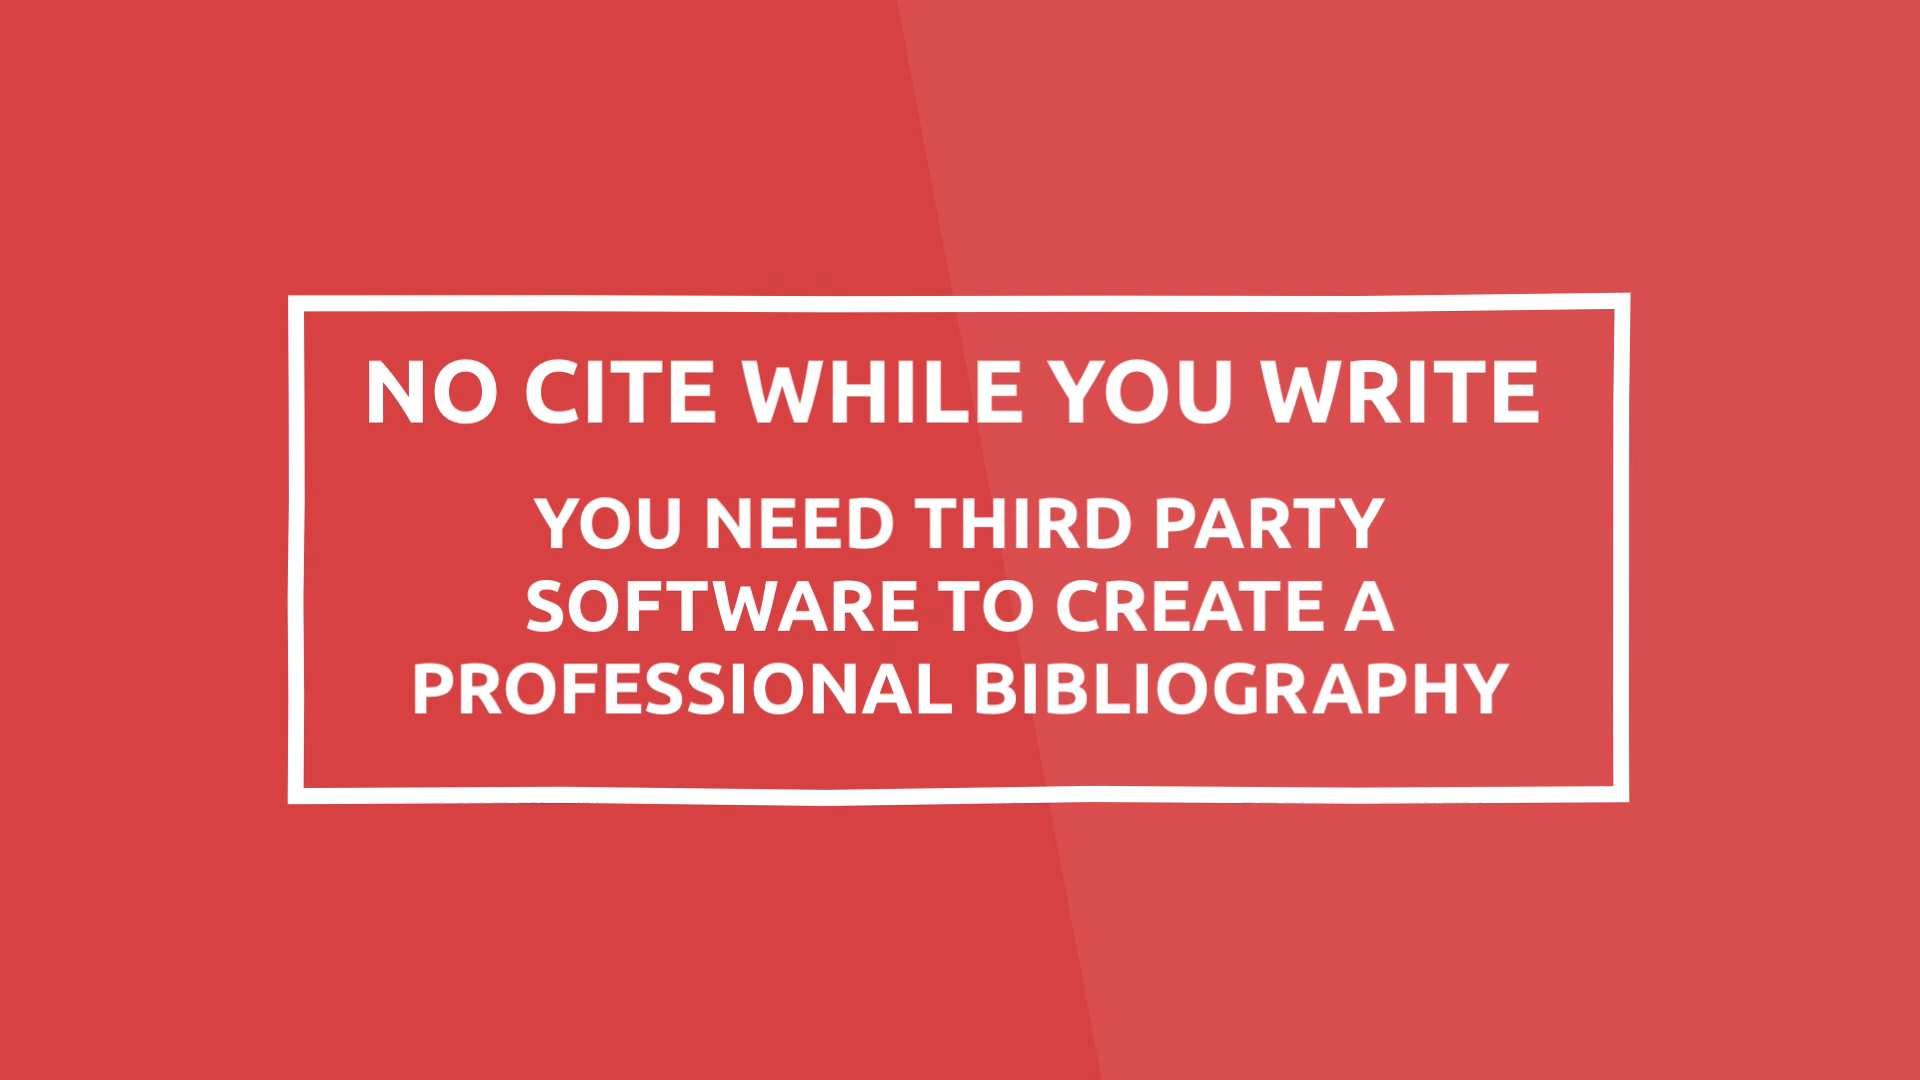 NO CITE WHILE YOU WRITE
YOU NEED THIRD PARTY
SOFTWARE TO CREATE A
PROFESSIONAL BIBLIOGRAPHY